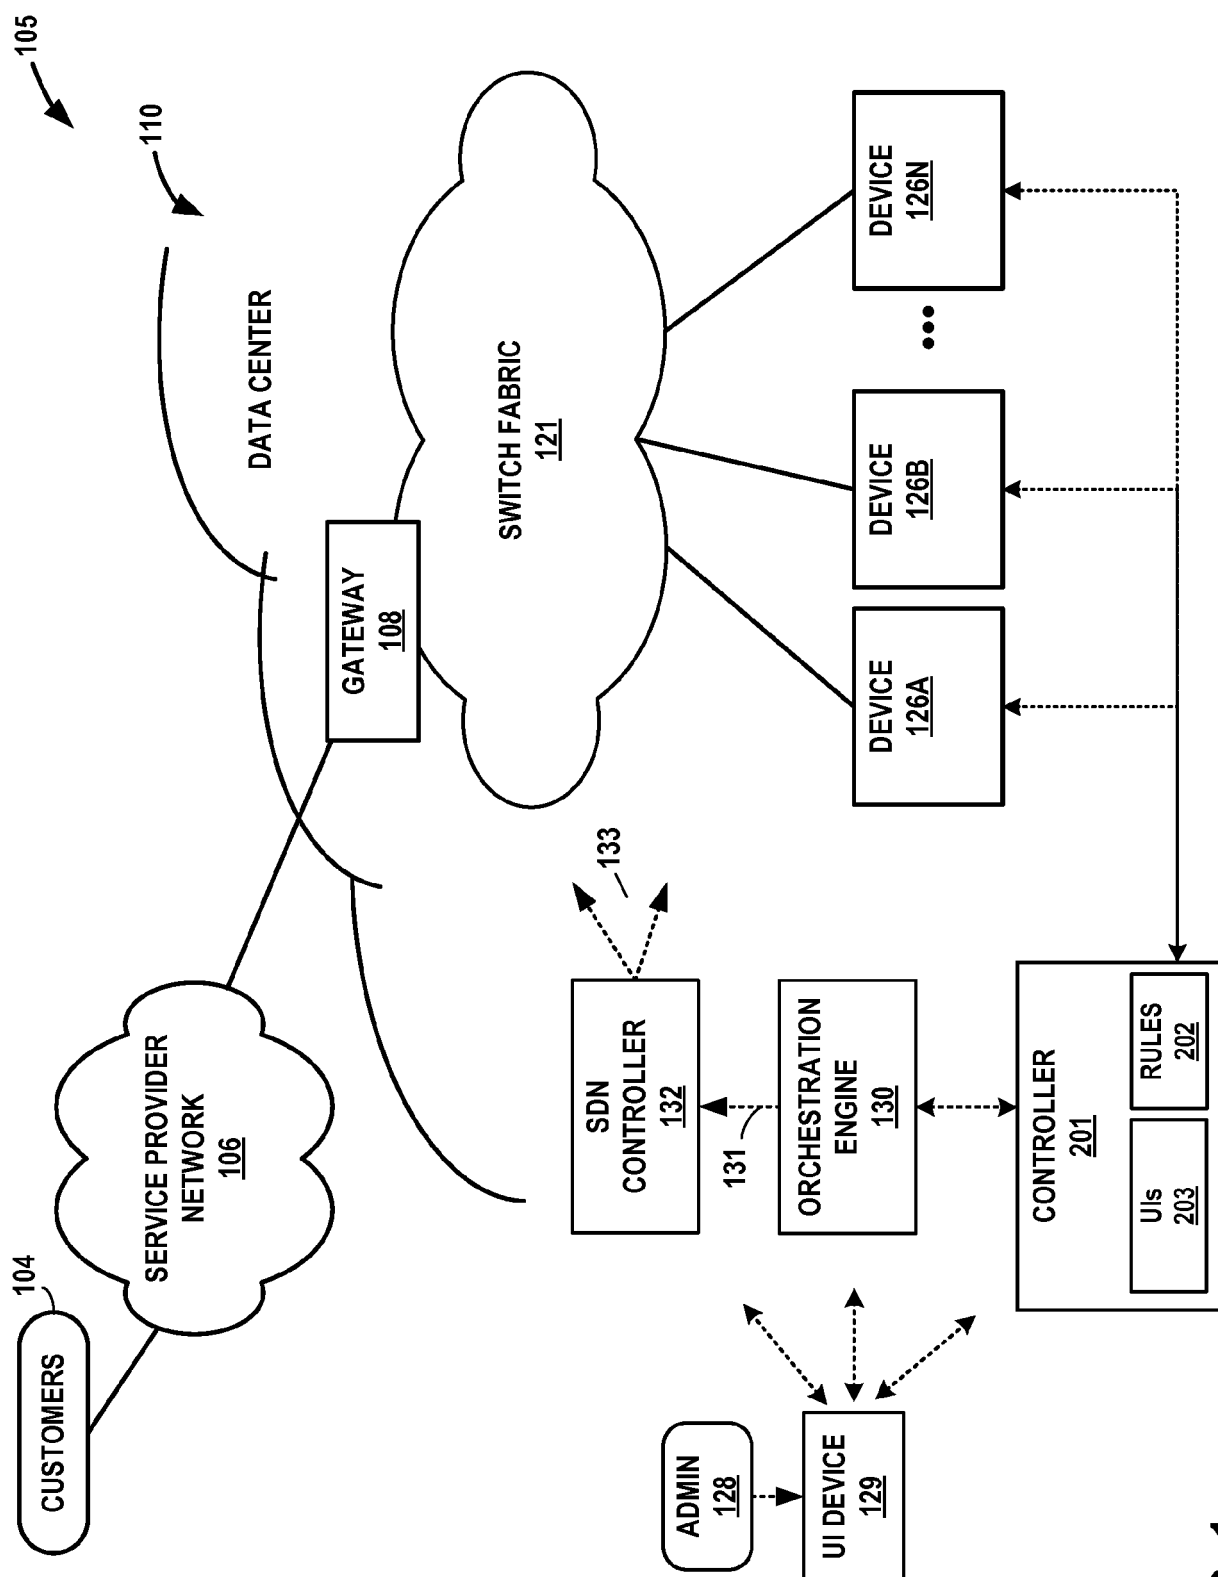 105
110
CUSTOMERS
104
SERVICE PROVIDER
NETWORK
106
DATA CENTER
GATEWAY
108
SWITCH FABRIC
121
133
SDN
CONTROLLER
132
131
ADMIN
128
UI DEVICE
129
ORCHESTRATION
ENGINE
130
DEVICE
126A
DEVICE
126B
DEVICE
126N
CONTROLLER
201
UIs
203
RULES
202